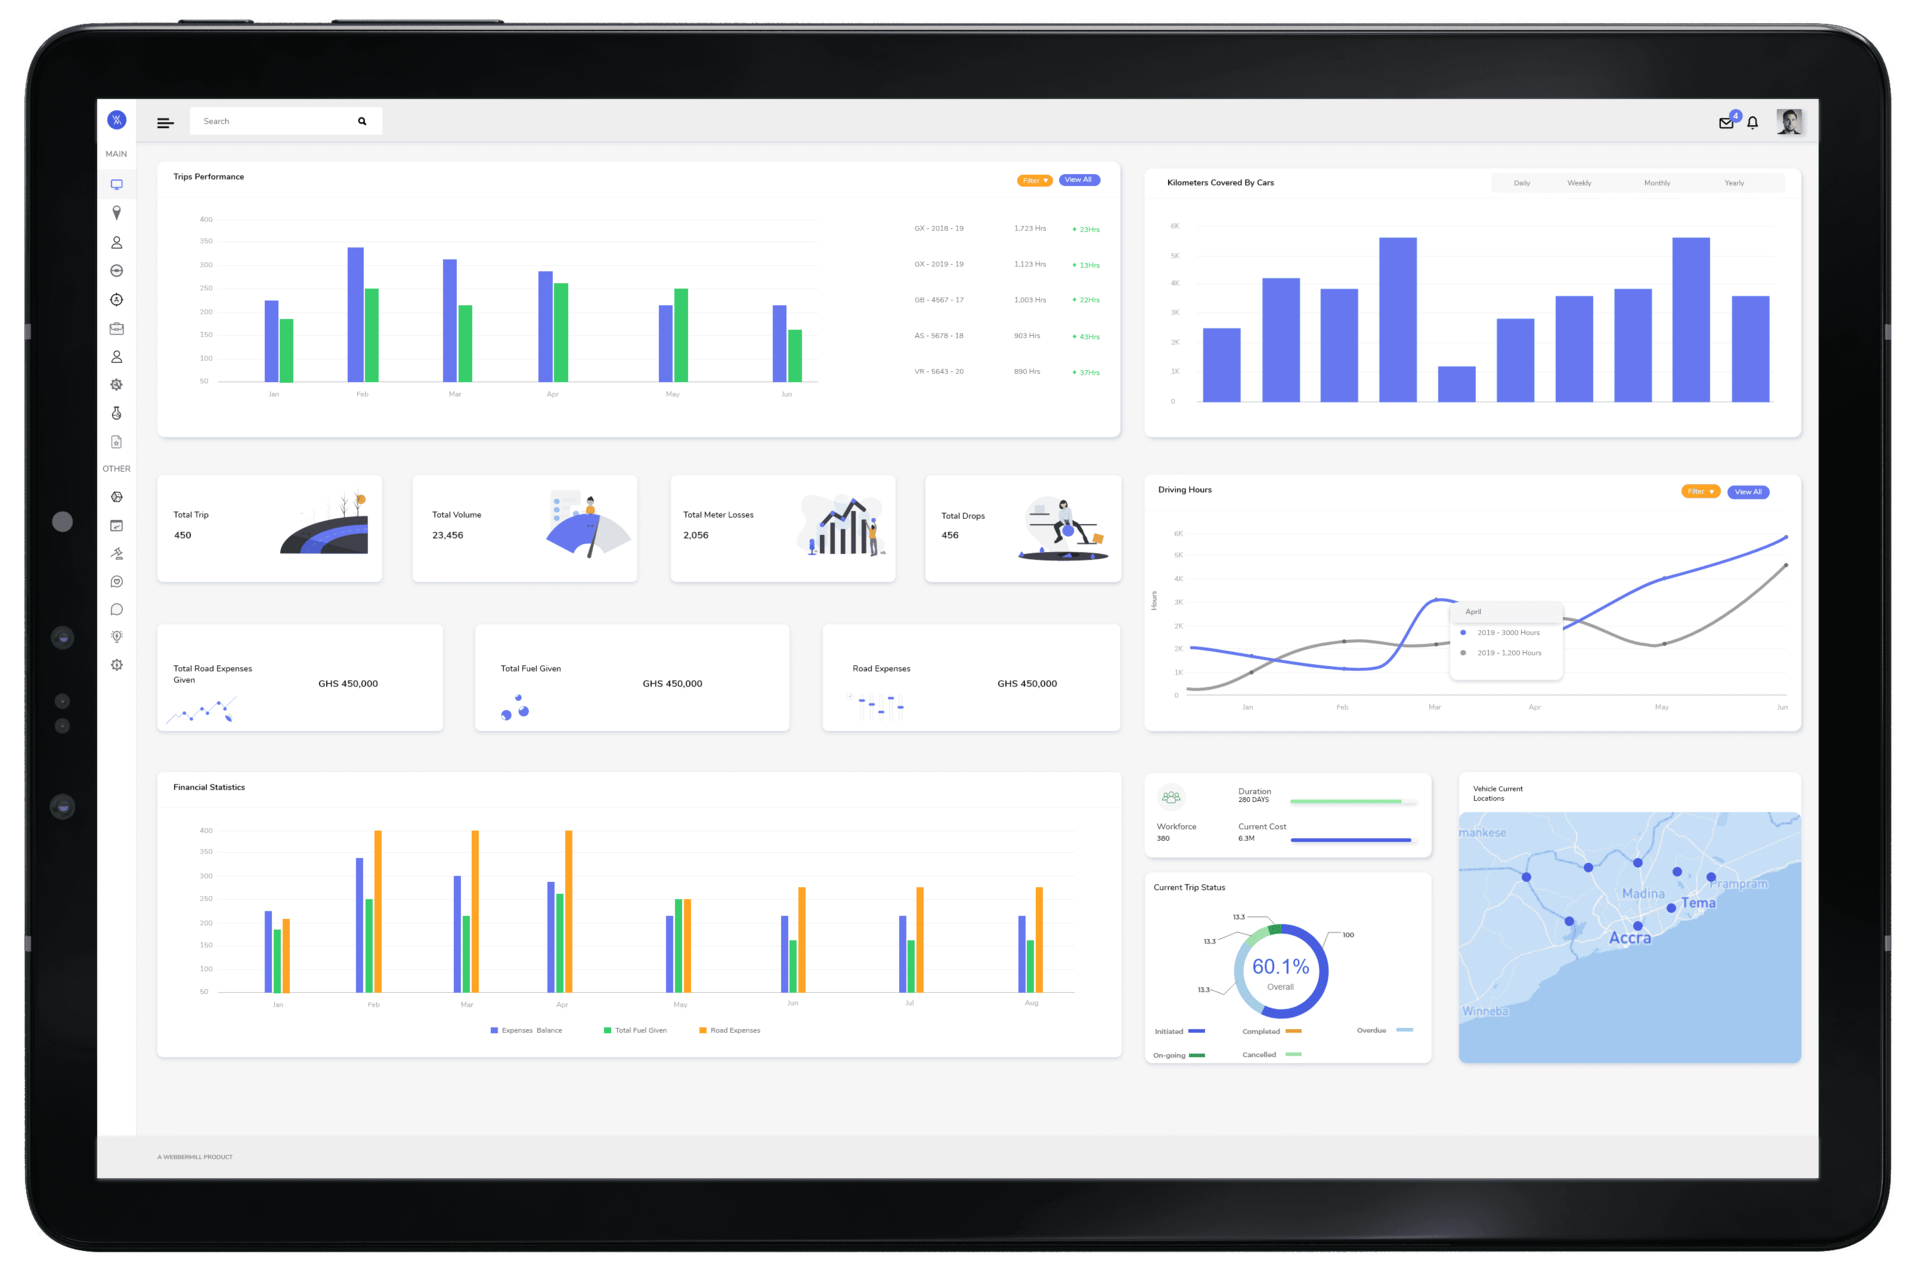 Search
4
MAIN
OTHER
Trips Performance
Filter
View All
400
350
300
250
200
150
100
50
Jan
Feb
Mar
Apr
May
Jun
GX - 2018 - 19
1,723 Hrs
+ 23Hrs
GX - 2019 - 19
1,123 Hrs
+ 13Hrs
GB - 4567 - 17
1,003 Hrs
+ 22Hrs
AS - 5678 - 18
903 Hrs
+ 43Hrs
VR - 5643 - 20
890 Hrs
+ 37Hrs
Kilometers Covered By Cars
Daily
Weekly
Monthly
Yearly
6K
5K
4K
3K
2K
1K
0
Total Trip
450
Total Volume
23,456
Total Meter Losses
2,056
Total Drops
456
Driving Hours
Filter
View All
Hours
6K
5K
4K
3K
2K
2K
1K
0
April
2019 - 3000 Hours
2019 - 1,200 Hours
Jan
Feb
Mar
Apr
May
Jun
Total Road Expenses
Given
GHS 450,000
Total Fuel Given
GHS 450,000
Road Expenses
GHS 450,000
Financial Statistics
400
350
300
250
200
150
100
50
Jan
Feb
Mar
Apr
May
Jun
Jul
Aug
Expenses Balance
Total Fuel Given
Road Expenses
Duration
280 DAYS
Workforce
380
Current Cost
6.3M
Current Trip Status
13.3
13.3
13.3
100
60.1%
Overall
Initiated
Completed
Overdue
On-going
Cancelled
Vehicle Current
Locations
mankese
Madina
Prampram
Tema
Accra
Winneba
A WEBBERMILL PRODUCT